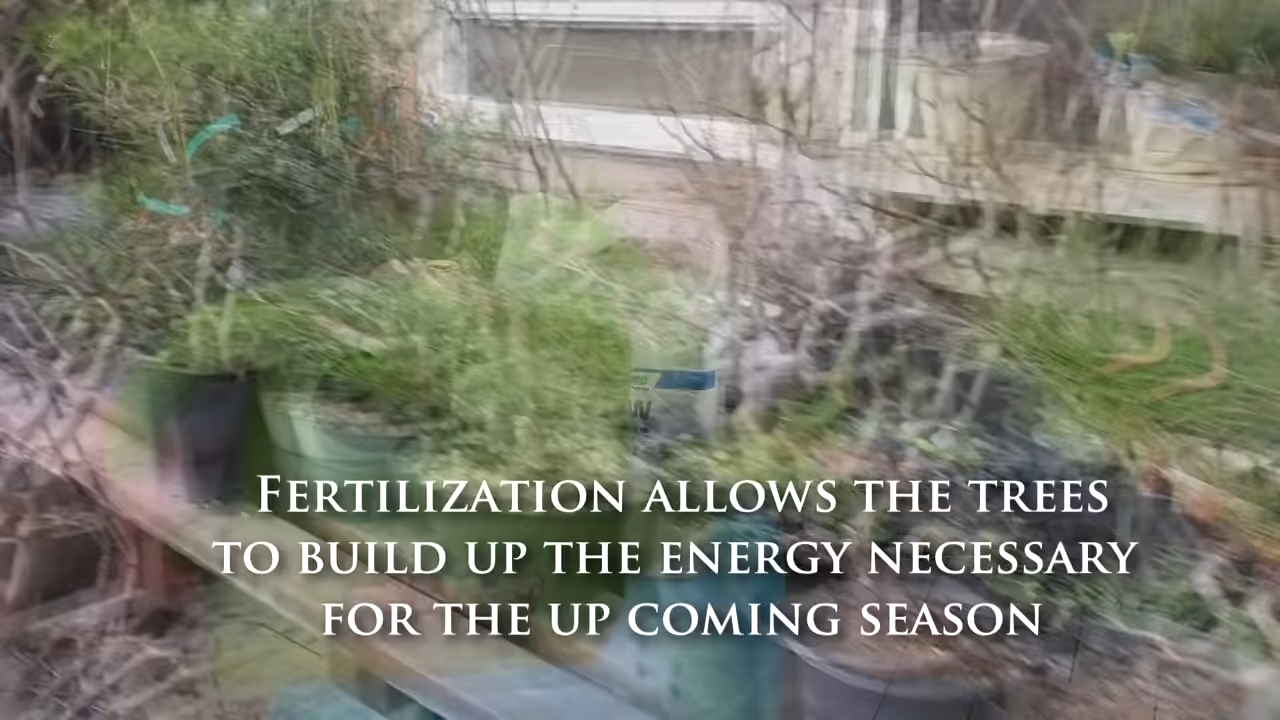 Fertilization allows the trees
to build up the energy necessary
for the up coming season